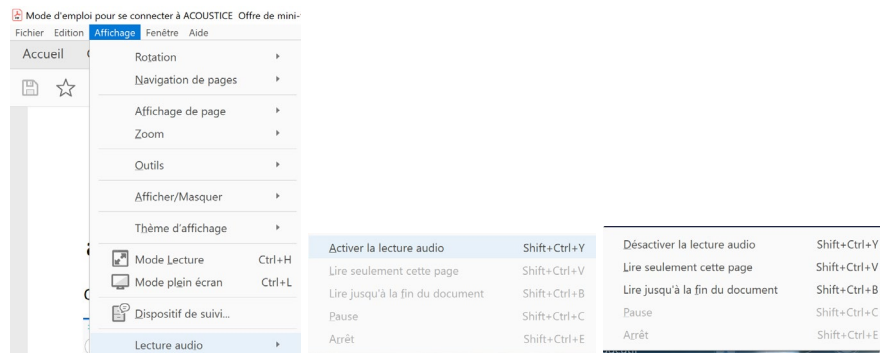 Mode d'emploi pour se connecter à ACOUSTICE Offre de mini-
Fichier Edition Affichage Fenêtre Aide
Accueil
Rotation
Navigation de pages
Affichage de page
Zoom
Outils
Afficher/Masquer
Thème d'affichage
Mode Lecture Ctrl+H
Mode plein écran Ctrl+L
Dispositif de suivi...
Lecture audio
Activer la lecture audio Shift+Ctrl+Y
Lire seulement cette page Shift+Ctrl+V
Lire jusqu'à la fin du document Shift+Ctrl+B
Pause Shift+Ctrl+C
Arrêt Shift+Ctrl+E
Désactiver la lecture audio Shift+Ctrl+Y
Lire seulement cette page Shift+Ctrl+V
Lire jusqu'à la fin du document Shift+Ctrl+B
Pause Shift+Ctrl+C
Arrêt Shift+Ctrl+E